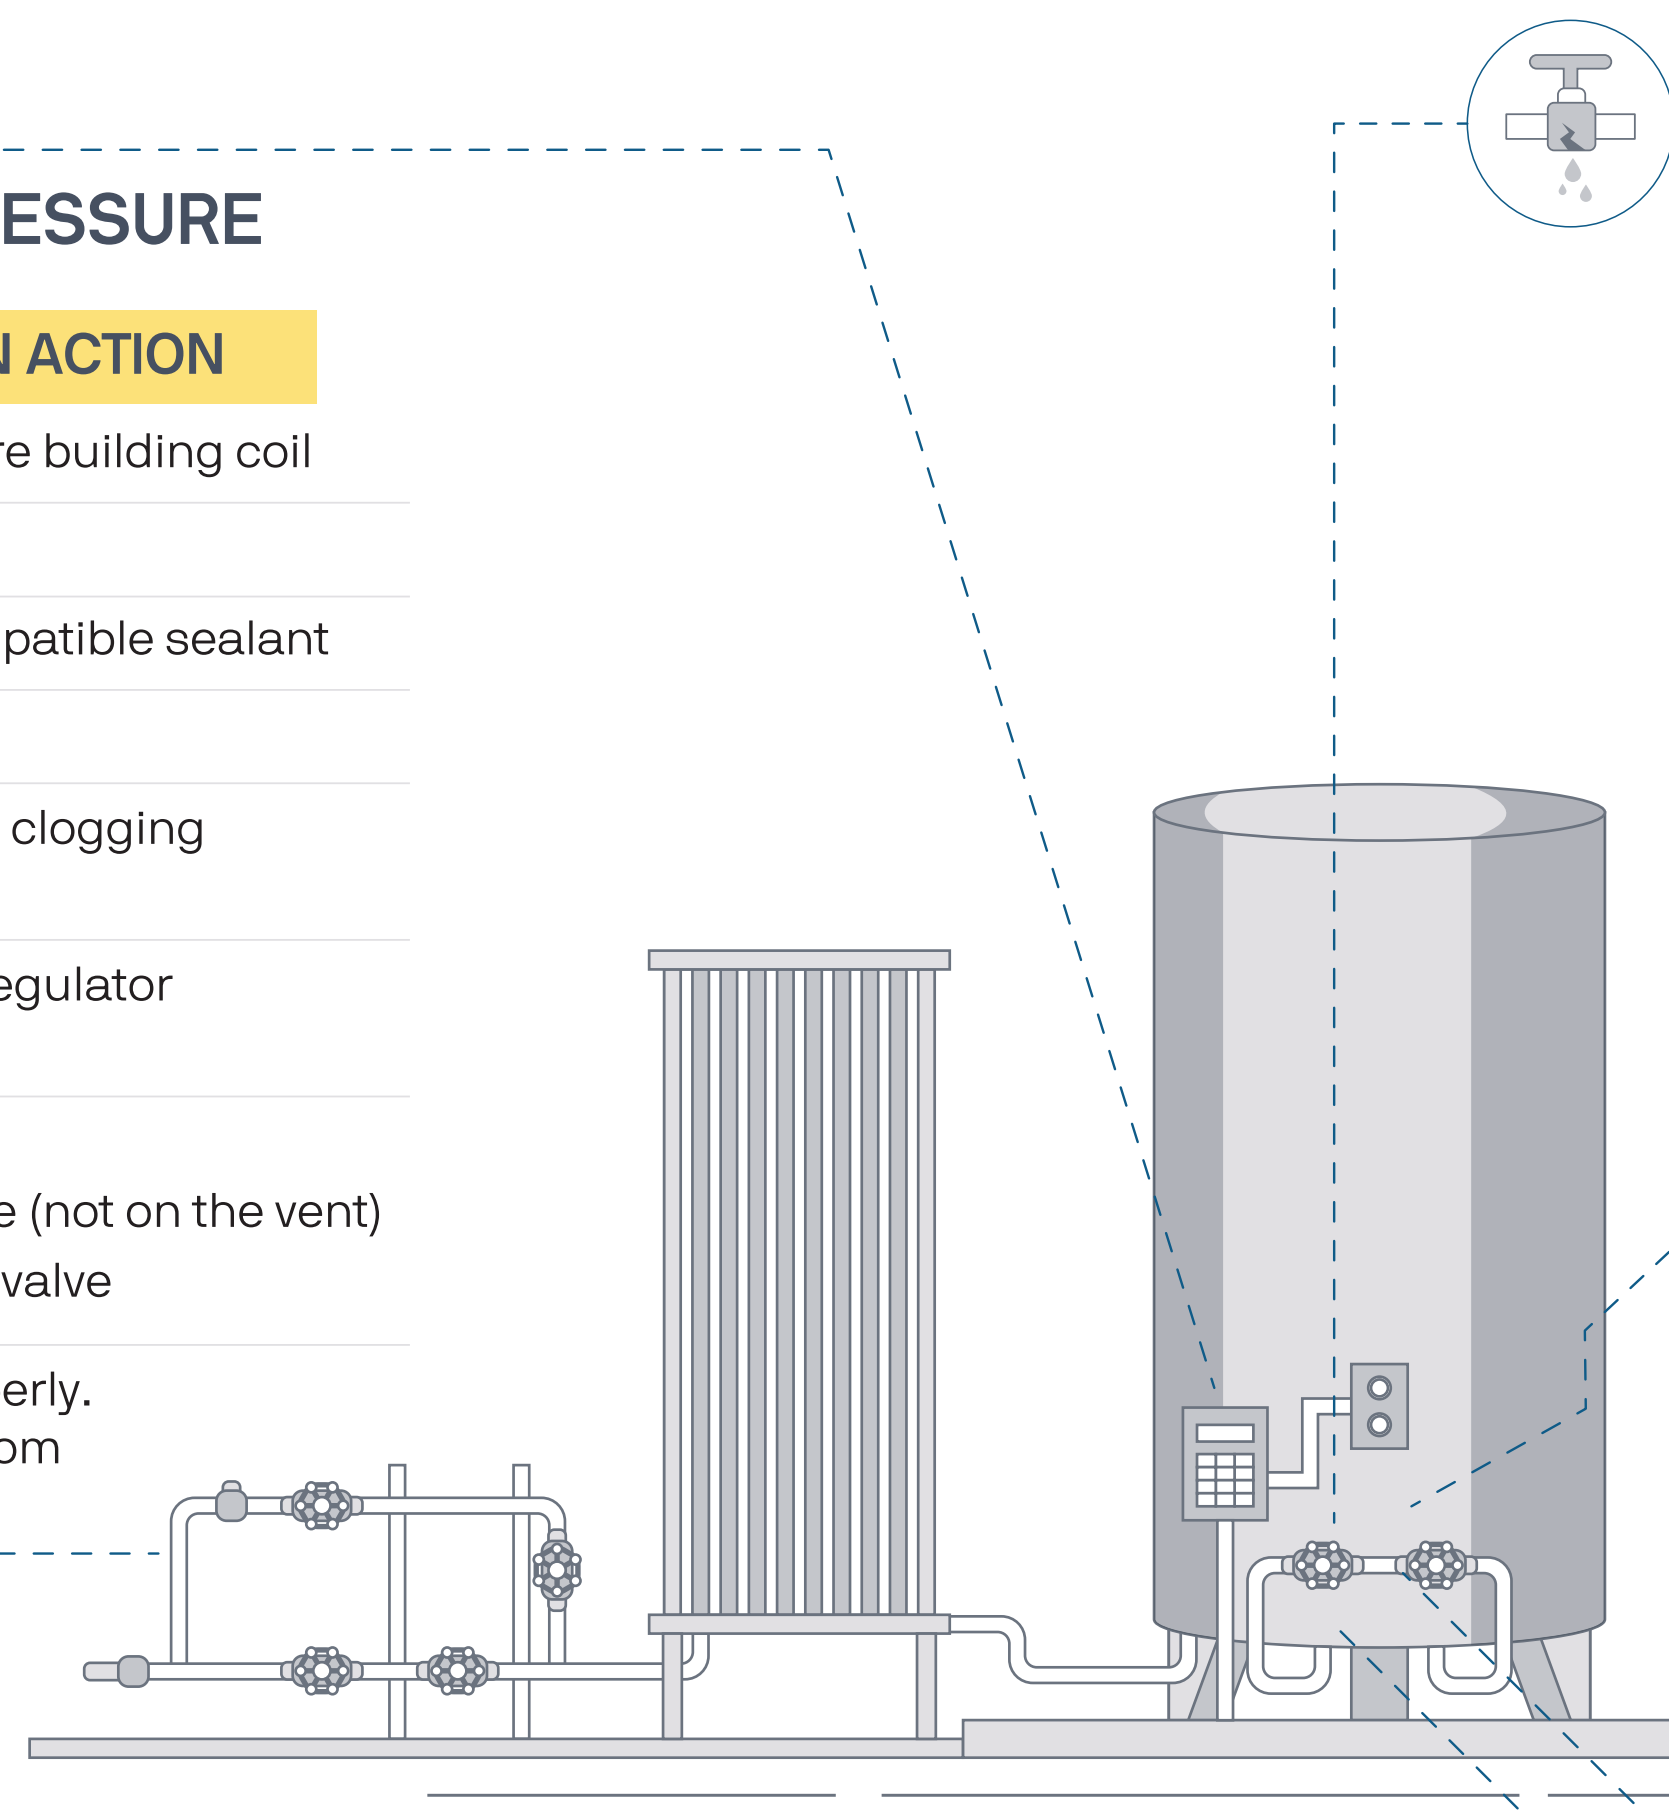 ESSURE
N ACTION
re building coil
patible sealant
clogging
egulator
e (not on the vent)
valve
erly.
om